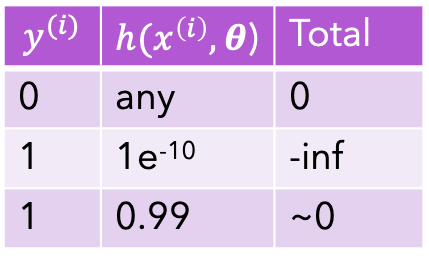 y⁽ⁱ⁾ h(x⁽ⁱ⁾, θ) Total
0 any 0
1 1e⁻¹⁰ -inf
1 0.99 ~0